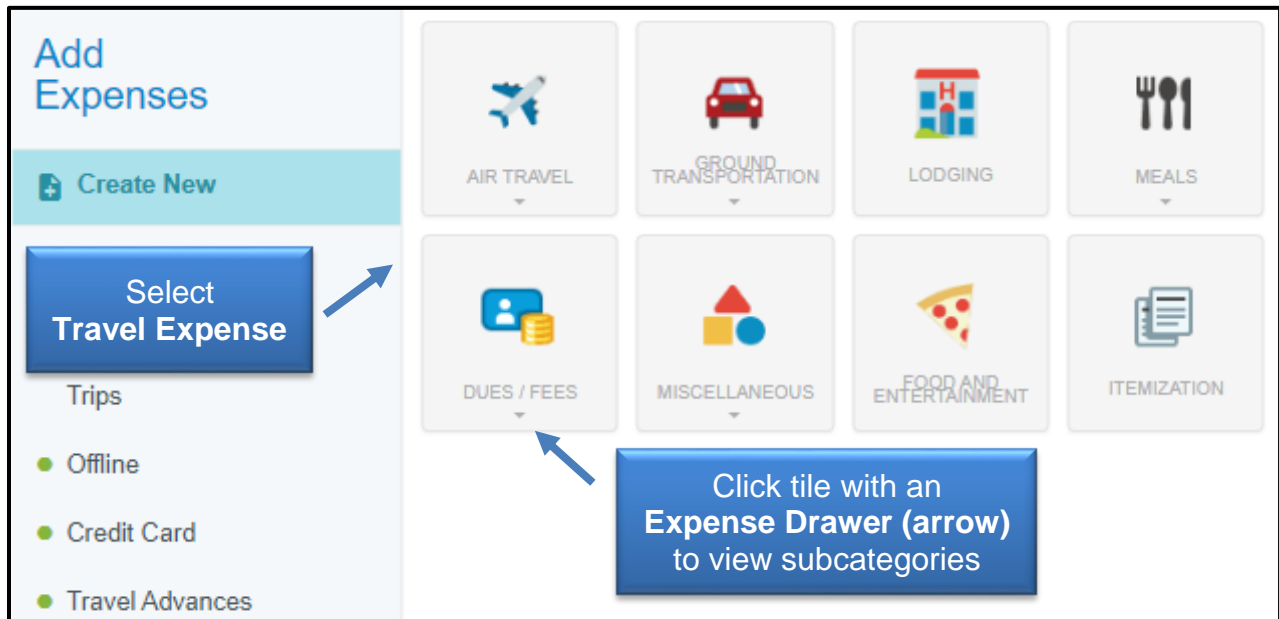 Add
Expenses
Create New
Select
Travel Expense
Trips
Offline
Credit Card
Travel Advances
AIR TRAVEL
GROUND
TRANSPORTATION
LODGING
H
MEALS
DUES / FEES
MISCELLANEOUS
FOOD AND
ENTERTAINMENT
ITEMIZATION
Click tile with an
Expense Drawer (arrow)
to view subcategories